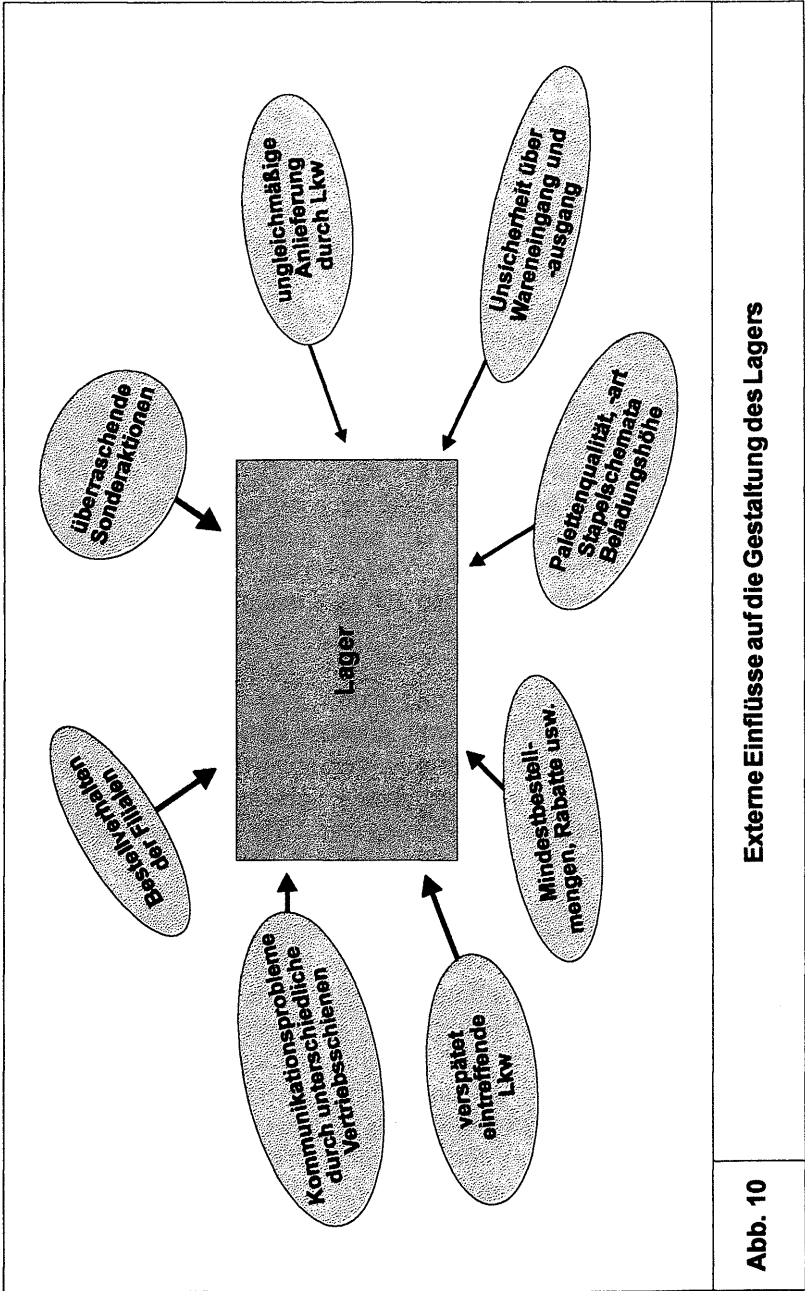 Bestellverhalten
der Filialen
überraschende
Sonderaktionen
ungleichmäßige
Anlieferung
durch Lkw
Kommunikationsprobleme
durch unterschiedliche
Vertriebsschienen
Lager
Unsicherheit über
Wareneingang und
-ausgang
verspätet
eintreffende
Lkw
Mindestbestell-
mengen, Rabatte usw.
Palettenqualität, -art
Stapelschemata
Beladungshöhe
Abb. 10
Externe Einflüsse auf die Gestaltung des Lagers